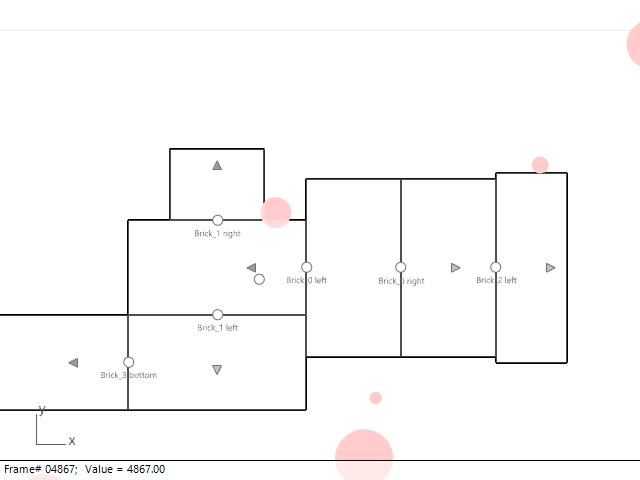 Brick_1 right
Brick_0 left
Brick_0 right
Brick_2 left
Brick_1 left
Brick_3 bottom
y
x
Frame# 04867; Value = 4867.00